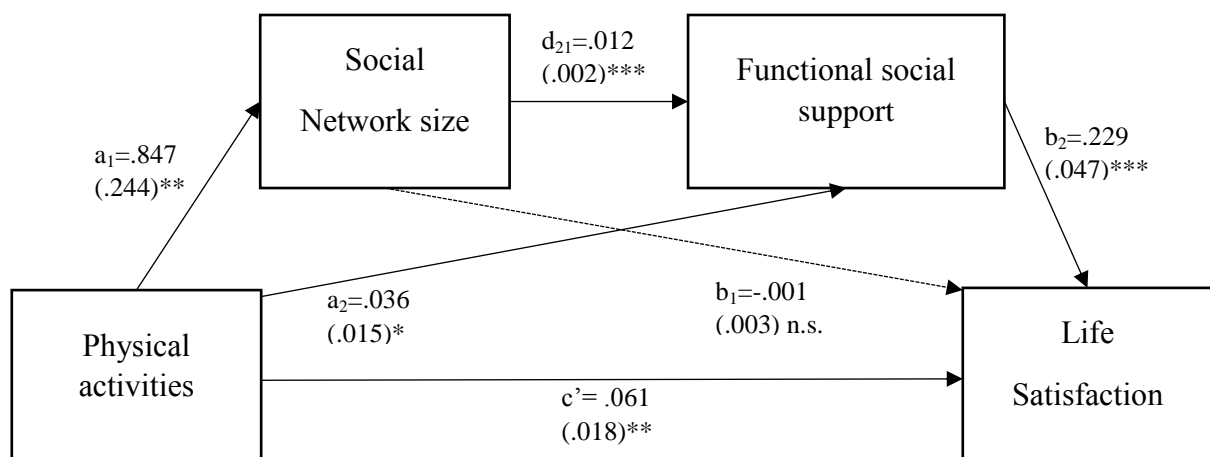 Social
Network size
d₂₁=.012
(.002)***
Functional social
support
a₁=.847
(.244)**
b₂=.229
(.047)***
Physical
activities
a₂=.036
(.015)*
b₁=-.001
(.003) n.s.
Life
Satisfaction
c’= .061
(.018)**